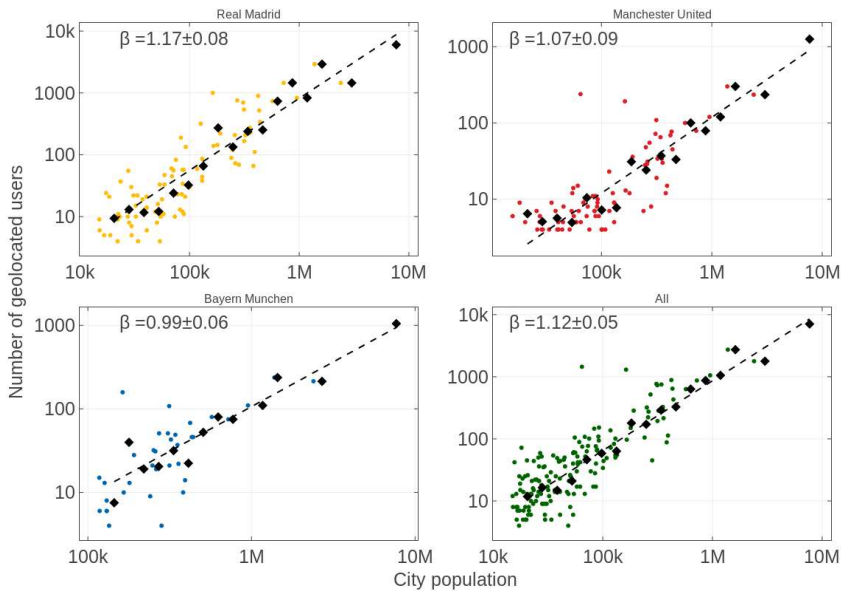 Real Madrid
Manchester United
β =1.17±0.08
β =1.07±0.09
10k
1000
100
10
1000
100
10
10k
100k
1M
10M
100k
1M
10M
Number of geolocated users
Bayern Munchen
All
β =0.99±0.06
β =1.12±0.05
1000
100
10
10k
1000
100
10
100k
1M
10M
10k
100k
1M
10M
City population